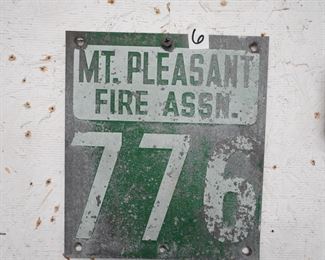 6
MT. PLEASANT
FIRE ASSN.
776